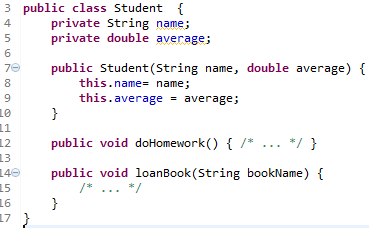 3 public class Student {
4 private String name;
5 private double average;
6
7 public Student(String name, double average) {
8 this.name= name;
9 this.average = average;
10 }
11
12 public void doHomework() { /* ... */ }
13
14 public void loanBook(String bookName) {
15 /* ... */
16 }
17 }